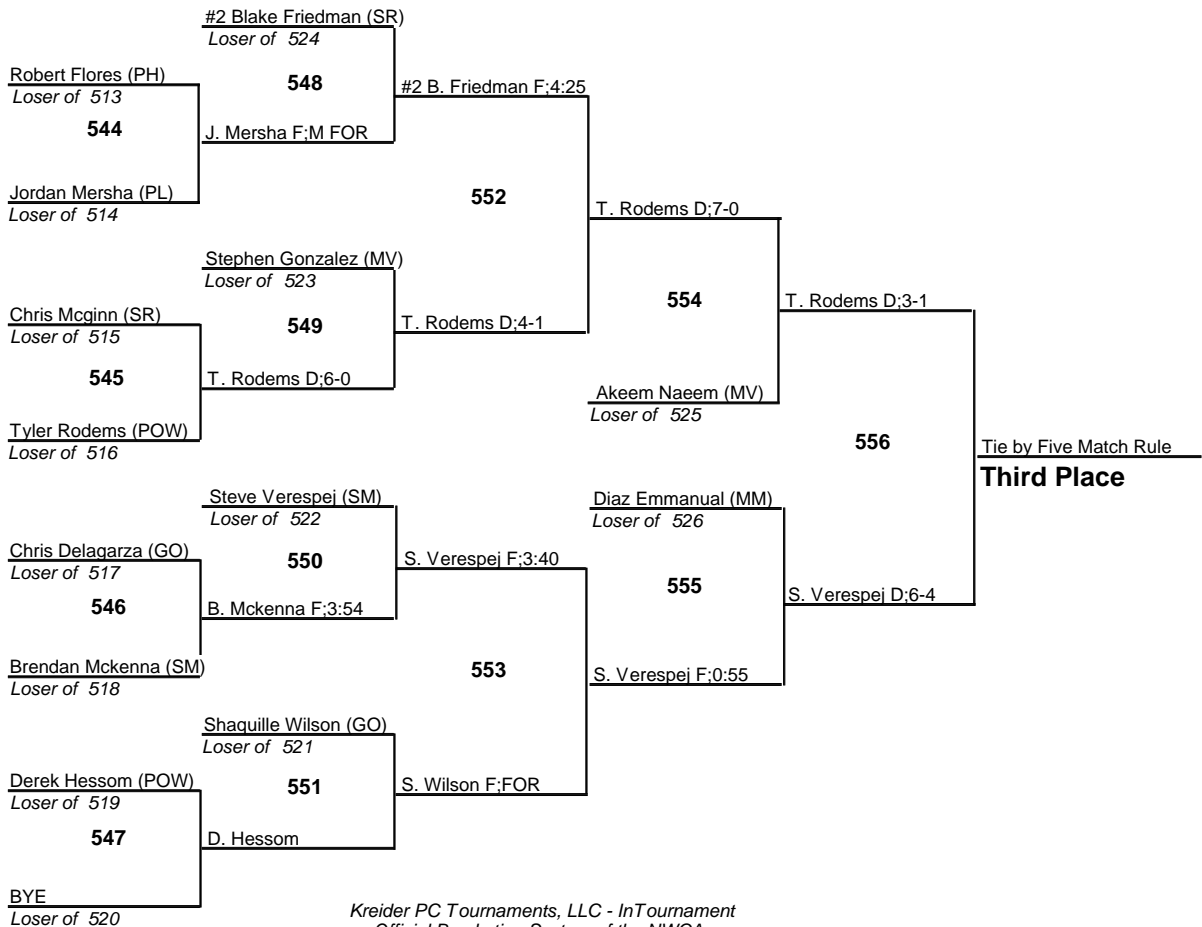 #2 Blake Friedman (SR)
Loser of 524
Robert Flores (PH)
Loser of 513
548
#2 B. Friedman F;4:25
544
J. Mersha F;M FOR
Jordan Mersha (PL)
Loser of 514
552
T. Rodems D;7-0
Stephen Gonzalez (MV)
Loser of 523
Chris Mcginn (SR)
Loser of 515
549
T. Rodems D;4-1
554
T. Rodems D;3-1
545
T. Rodems D;6-0
Akeem Naeem (MV)
Loser of 525
Tyler Rodems (POW)
Loser of 516
556
Tie by Five Match Rule
Third Place
Steve Verespej (SM)
Loser of 522
Diaz Emmanual (MM)
Loser of 526
Chris Delagarza (GO)
Loser of 517
550
S. Verespej F;3:40
555
S. Verespej D;6-4
546
B. Mckenna F;3:54
Brendan Mckenna (SM)
Loser of 518
553
S. Verespej F;0:55
Shaquille Wilson (GO)
Loser of 521
Derek Hessom (POW)
Loser of 519
551
S. Wilson F;FOR
547
D. Hessom
BYE
Loser of 520
Kreider PC Tournaments, LLC - InTournament